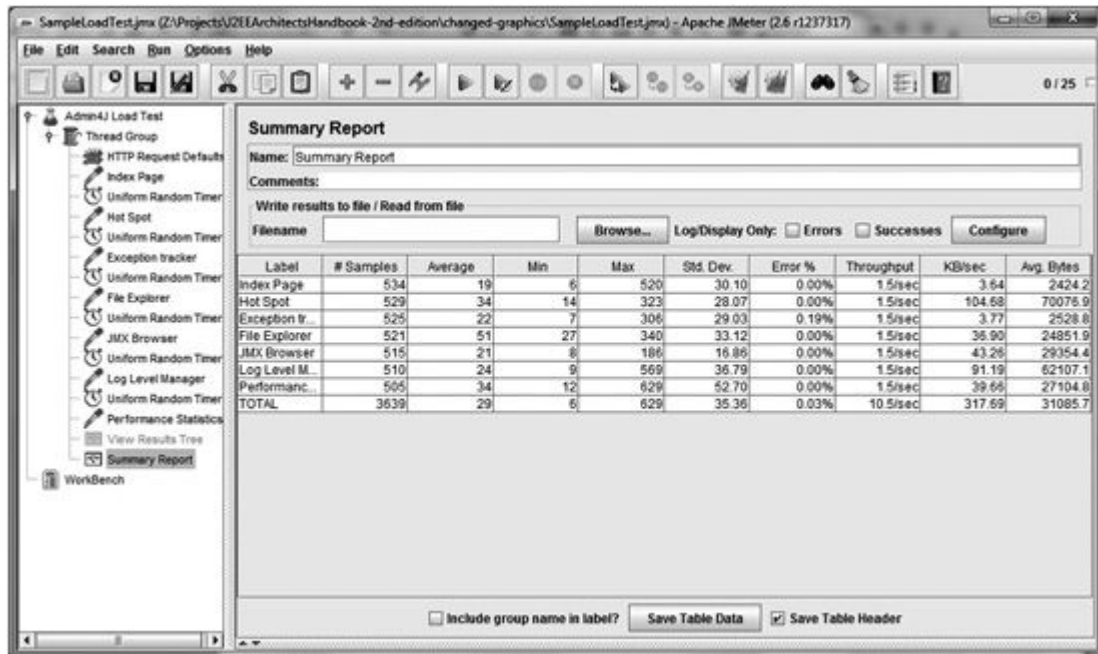 SampleLoadTest.jmx (Z:\Projects\J2EEArchitectsHandbook-2nd-edition\changed-graphics\SampleLoadTest.jmx) - Apache JMeter (2.6 r1237317)
File Edit Search Run Options Help
0 / 25
Admin4J Load Test
Thread Group
HTTP Request Defaults
Index Page
Uniform Random Timer
Hot Spot
Uniform Random Timer
Exception tracker
Uniform Random Timer
File Explorer
Uniform Random Timer
JMX Browser
Uniform Random Timer
Log Level Manager
Uniform Random Timer
Performance Statistics
View Results Tree
Summary Report
WorkBench
Summary Report
Name: Summary Report
Comments:
Write results to file / Read from file
Filename Browse... Log/Display Only: Errors Successes Configure
Label # Samples Average Min Max Std. Dev. Error % Throughput KB/sec Avg. Bytes
Index Page 534 19 6 520 30.10 0.00% 1.5/sec 3.64 2424.2
Hot Spot 529 34 14 323 28.07 0.00% 1.5/sec 104.68 70076.9
Exception tr... 525 22 7 306 29.03 0.19% 1.5/sec 3.77 2528.8
File Explorer 521 51 27 340 33.12 0.00% 1.5/sec 36.90 24851.9
JMX Browser 515 21 8 186 16.86 0.00% 1.5/sec 43.26 29354.4
Log Level M... 510 24 9 569 36.79 0.00% 1.5/sec 91.19 62107.1
Performanc... 505 34 12 629 52.70 0.00% 1.5/sec 39.66 27104.8
TOTAL 3639 29 6 629 35.36 0.03% 10.5/sec 317.69 31085.7
Include group name in label? Save Table Data Save Table Header